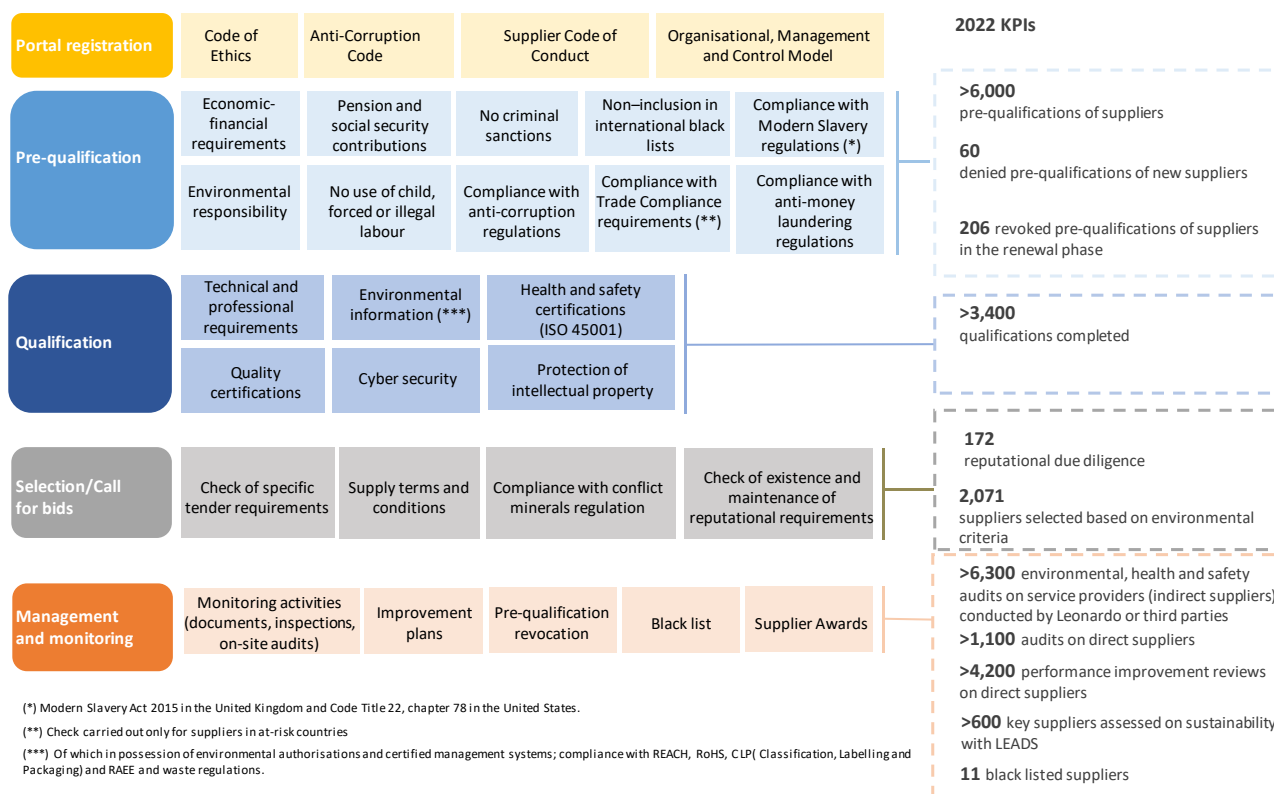 2022 KPIs
Portal registration
Code of
Ethics
Anti-Corruption
Code
Supplier Code of
Conduct
Organisational, Management
and Control Model
Pre-qualification
Economic-
financial
requirements
Pension and
social security
contributions
No criminal
sanctions
Non–inclusion in
international black
lists
Compliance with
Modern Slavery
regulations (*)
Environmental
responsibility
No use of child,
forced or illegal
labour
Compliance with
anti-corruption
regulations
Compliance with
Trade Compliance
requirements (**)
Compliance with
anti-money
laundering
regulations
>6,000
pre-qualifications of suppliers
60
denied pre-qualifications of new suppliers
206 revoked pre-qualifications of suppliers
in the renewal phase
Qualification
Technical and
professional
requirements
Environmental
information (***)
Health and safety
certifications
(ISO 45001)
Quality
certifications
Cyber security
Protection of
intellectual property
>3,400
qualifications completed
Selection/Call
for bids
Check of specific
tender requirements
Supply terms and
conditions
Compliance with conflict
minerals regulation
Check of existence and
maintenance of
reputational requirements
172
reputational due diligence
2,071
suppliers selected based on environmental
criteria
Management
and monitoring
Monitoring activities
(documents, inspections,
on-site audits)
Improvement
plans
Pre-qualification
revocation
Black list
Supplier Awards
>6,300 environmental, health and safety
audits on service providers (indirect suppliers)
conducted by Leonardo or third parties
>1,100 audits on direct suppliers
>4,200 performance improvement reviews
on direct suppliers
>600 key suppliers assessed on sustainability
with LEADS
11 black listed suppliers
(*) Modern Slavery Act 2015 in the United Kingdom and Code Title 22, chapter 78 in the United States.
(**) Check carried out only for suppliers in at-risk countries
(***) Of which in possession of environmental authorisations and certified management systems; compliance with REACH, RoHS, CLP( Classification, Labelling and
Packaging) and RAEE and waste regulations.